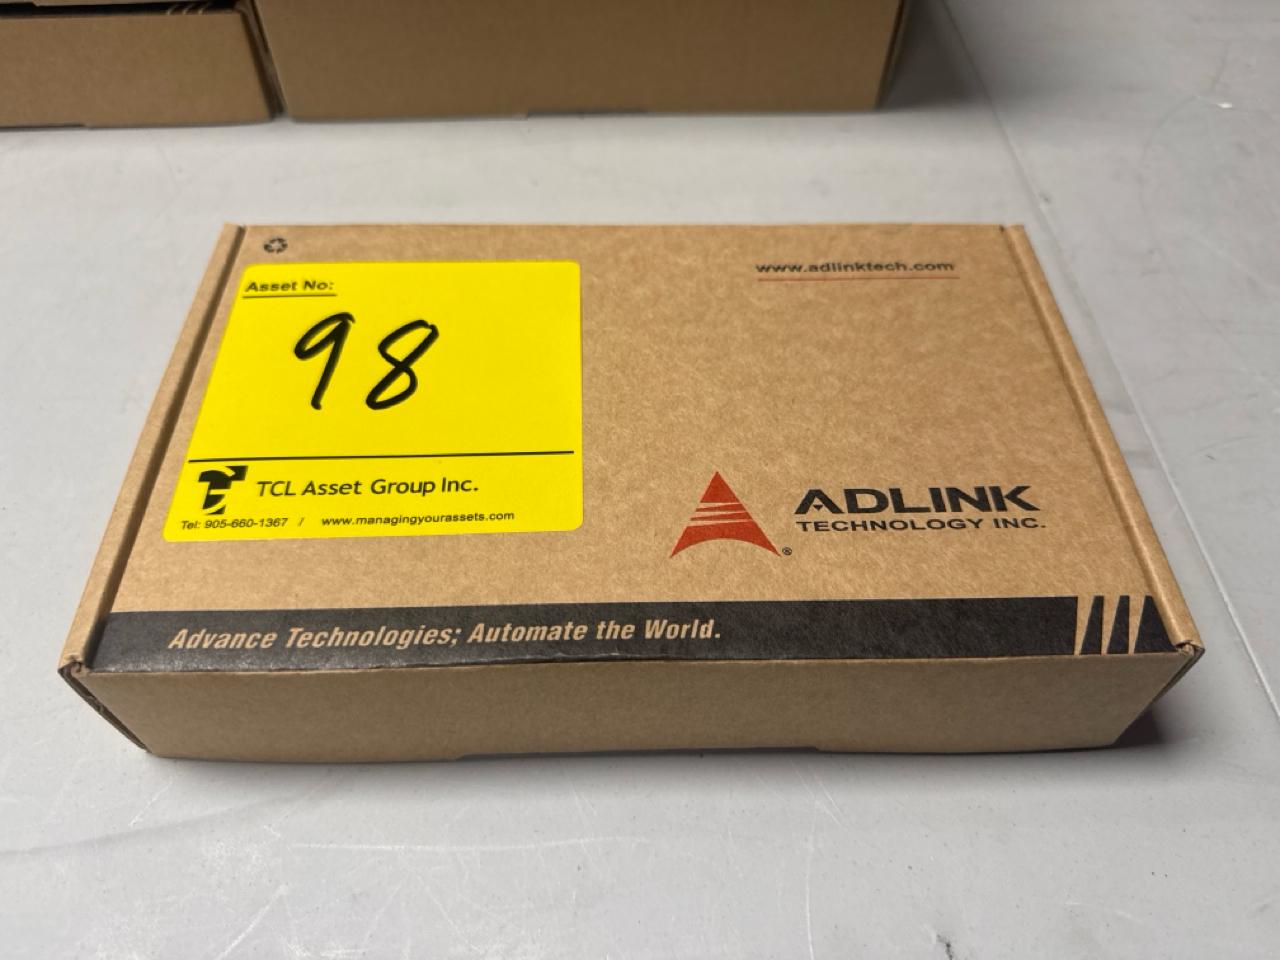 Asset No:
98
TCL Asset Group Inc.
Tel: 905-660-1367 / www.managingyourassets.com
www.adlinktech.com
ADLINK
TECHNOLOGY INC.
®
Advance Technologies; Automate the World.